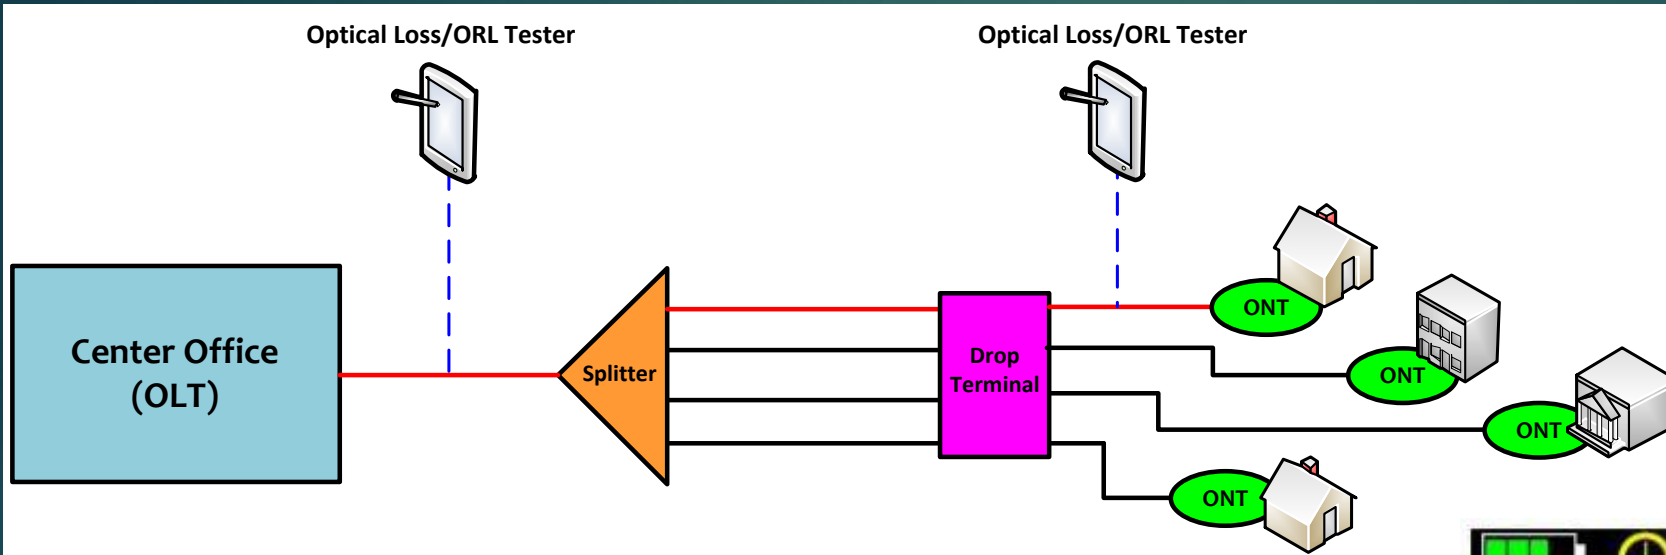 Optical Loss/ORL Tester
Optical Loss/ORL Tester
Center Office
(OLT)
Splitter
Drop
Terminal
ONT
ONT
ONT
ONT